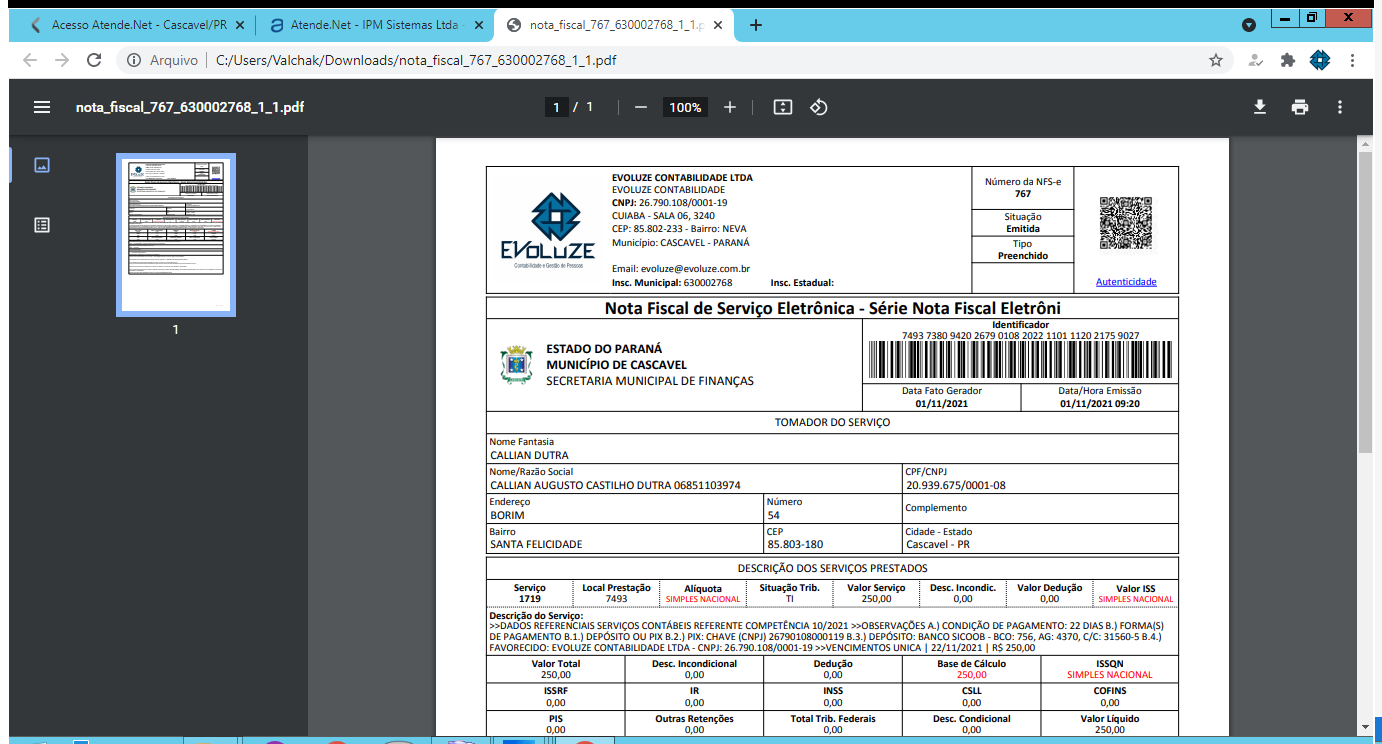 Acesso Atende.Net - Cascavel/PR
Atende.Net - IPM Sistemas Ltda -
nota_fiscal_767_630002768_1_1.p
Arquivo | C:/Users/Valchak/Downloads/nota_fiscal_767_630002768_1_1.pdf
nota_fiscal_767_630002768_1_1.pdf
1 / 1
100%
1
EVOLUZE
Contabilidade e Gestão de Pessoas
EVOLUZE CONTABILIDADE LTDA
EVOLUZE CONTABILIDADE
CNPJ: 26.790.108/0001-19
CUIABA - SALA 06, 3240
CEP: 85.802-233 - Bairro: NEVA
Município: CASCAVEL - PARANÁ
Email: evoluze@evoluze.com.br
Insc. Municipal: 630002768 Insc. Estadual:
Número da NFS-e
767
Situação
Emitida
Tipo
Preenchido
Autenticidade
Nota Fiscal de Serviço Eletrônica - Série Nota Fiscal Eletrôni
ESTADO DO PARANÁ
MUNICÍPIO DE CASCAVEL
SECRETARIA MUNICIPAL DE FINANÇAS
Identificador
7493 7380 9420 2679 0108 2022 1101 1120 2175 9027
Data Fato Gerador
01/11/2021
Data/Hora Emissão
01/11/2021 09:20
TOMADOR DO SERVIÇO
Nome Fantasia
CALLIAN DUTRA
Nome/Razão Social
CALLIAN AUGUSTO CASTILHO DUTRA 06851103974
CPF/CNPJ
20.939.675/0001-08
Endereço
BORIM
Número
54
Complemento
Bairro
SANTA FELICIDADE
CEP
85.803-180
Cidade - Estado
Cascavel - PR
DESCRIÇÃO DOS SERVIÇOS PRESTADOS
Serviço Local Prestação Alíquota Situação Trib. Valor Serviço Desc. Incondic. Valor Dedução Valor ISS
1719 7493 SIMPLES NACIONAL TI 250,00 0,00 0,00 SIMPLES NACIONAL
Descrição do Serviço:
>>DADOS REFERENCIAIS SERVIÇOS CONTÁBEIS REFERENTE COMPETÊNCIA 10/2021 >>OBSERVAÇÕES A.) CONDIÇÃO DE PAGAMENTO: 22 DIAS B.) FORMA(S)
DE PAGAMENTO B.1.) DEPÓSITO OU PIX B.2.) PIX: CHAVE (CNPJ) 26790108000119 B.3.) DEPÓSITO: BANCO SICOOB - BCO: 756, AG: 4370, C/C: 31560-5 B.4.)
FAVORECIDO: EVOLUZE CONTABILIDADE LTDA - CNPJ: 26.790.108/0001-19 >>VENCIMENTOS UNICA | 22/11/2021 | R$ 250,00
Valor Total Desc. Incondicional Dedução Base de Cálculo ISSQN
250,00 0,00 0,00 250,00 SIMPLES NACIONAL
ISSRF IR INSS CSLL COFINS
0,00 0,00 0,00 0,00 0,00
PIS Outras Retenções Total Trib. Federais Desc. Condicional Valor Líquido
0,00 0,00 0,00 0,00 250,00